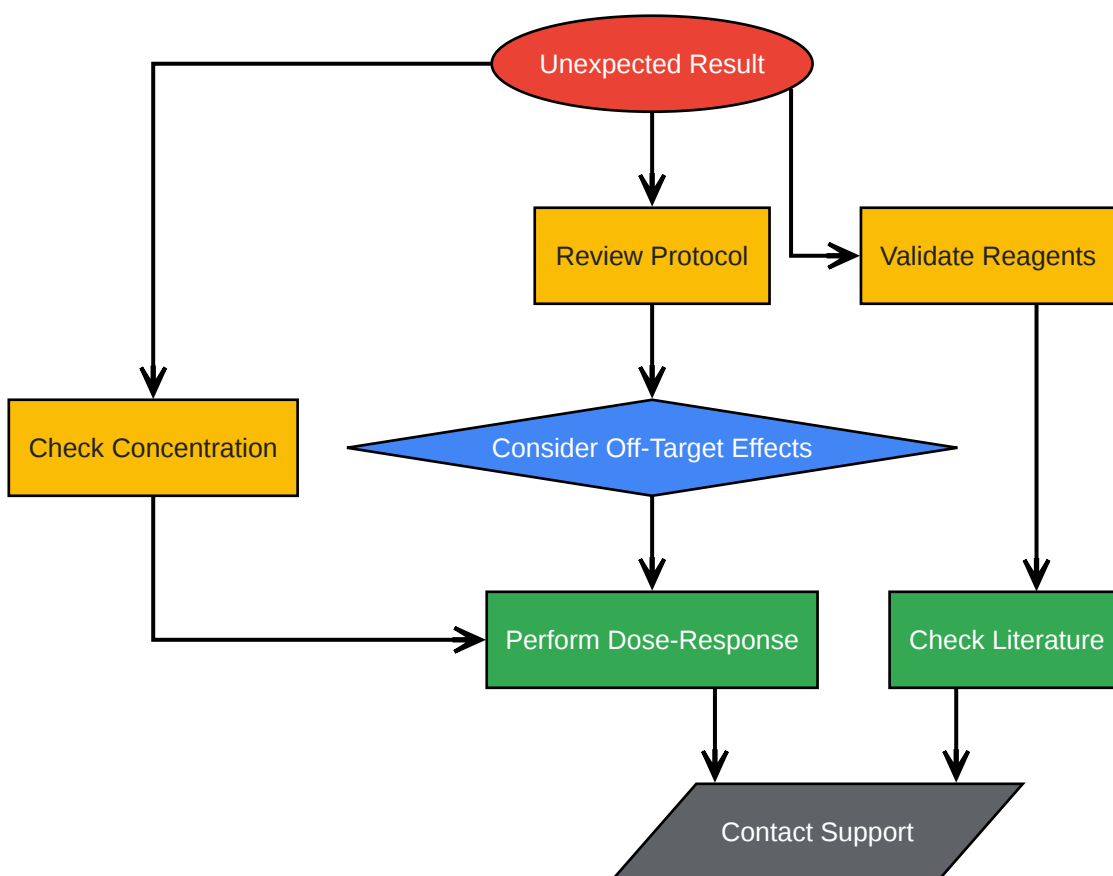 Unexpected Result
Review Protocol
Validate Reagents
Check Concentration
Consider Off-Target Effects
Perform Dose-Response
Check Literature
Contact Support